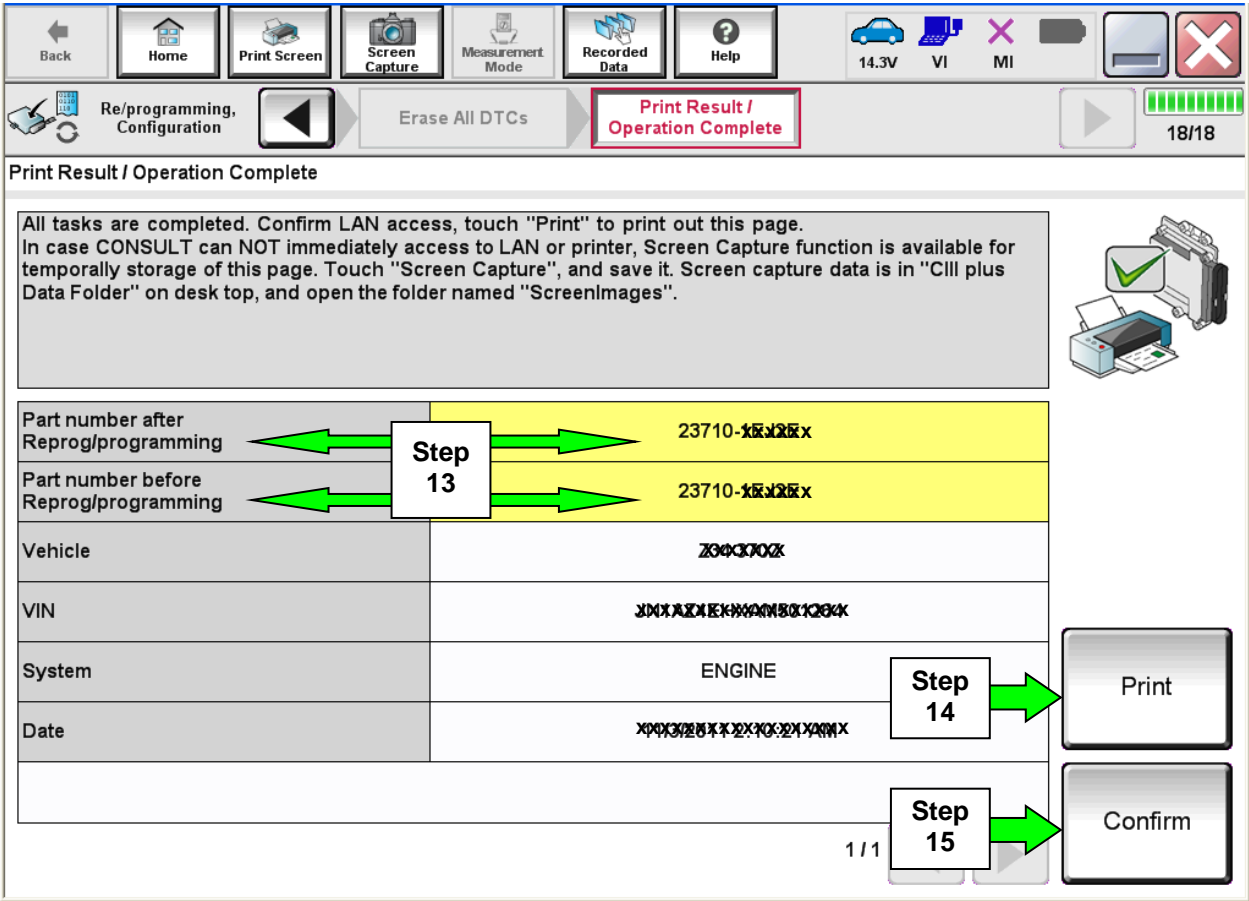 Back
Home
Print Screen
Screen
Capture
Measurement
Mode
Recorded
Data
Help
14.3V
VI
MI
Re/programming,
Configuration
Erase All DTCs
Print Result /
Operation Complete
18/18
Print Result / Operation Complete
All tasks are completed. Confirm LAN access, touch "Print" to print out this page.
In case CONSULT can NOT immediately access to LAN or printer, Screen Capture function is available for
temporally storage of this page. Touch "Screen Capture", and save it. Screen capture data is in "CIII plus
Data Folder" on desk top, and open the folder named "ScreenImages".
Part number after
Reprog/programming
23710-
Part number before
Reprog/programming
23710-
Step
13
Vehicle
VIN
System
ENGINE
Date
Step
14
Print
Step
15
Confirm
1/1